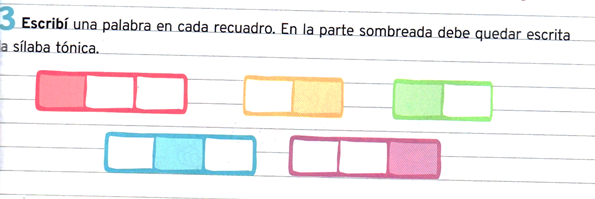 3 Escribí una palabra en cada recuadro. En la parte sombreada debe quedar escrita
a sílaba tónica.